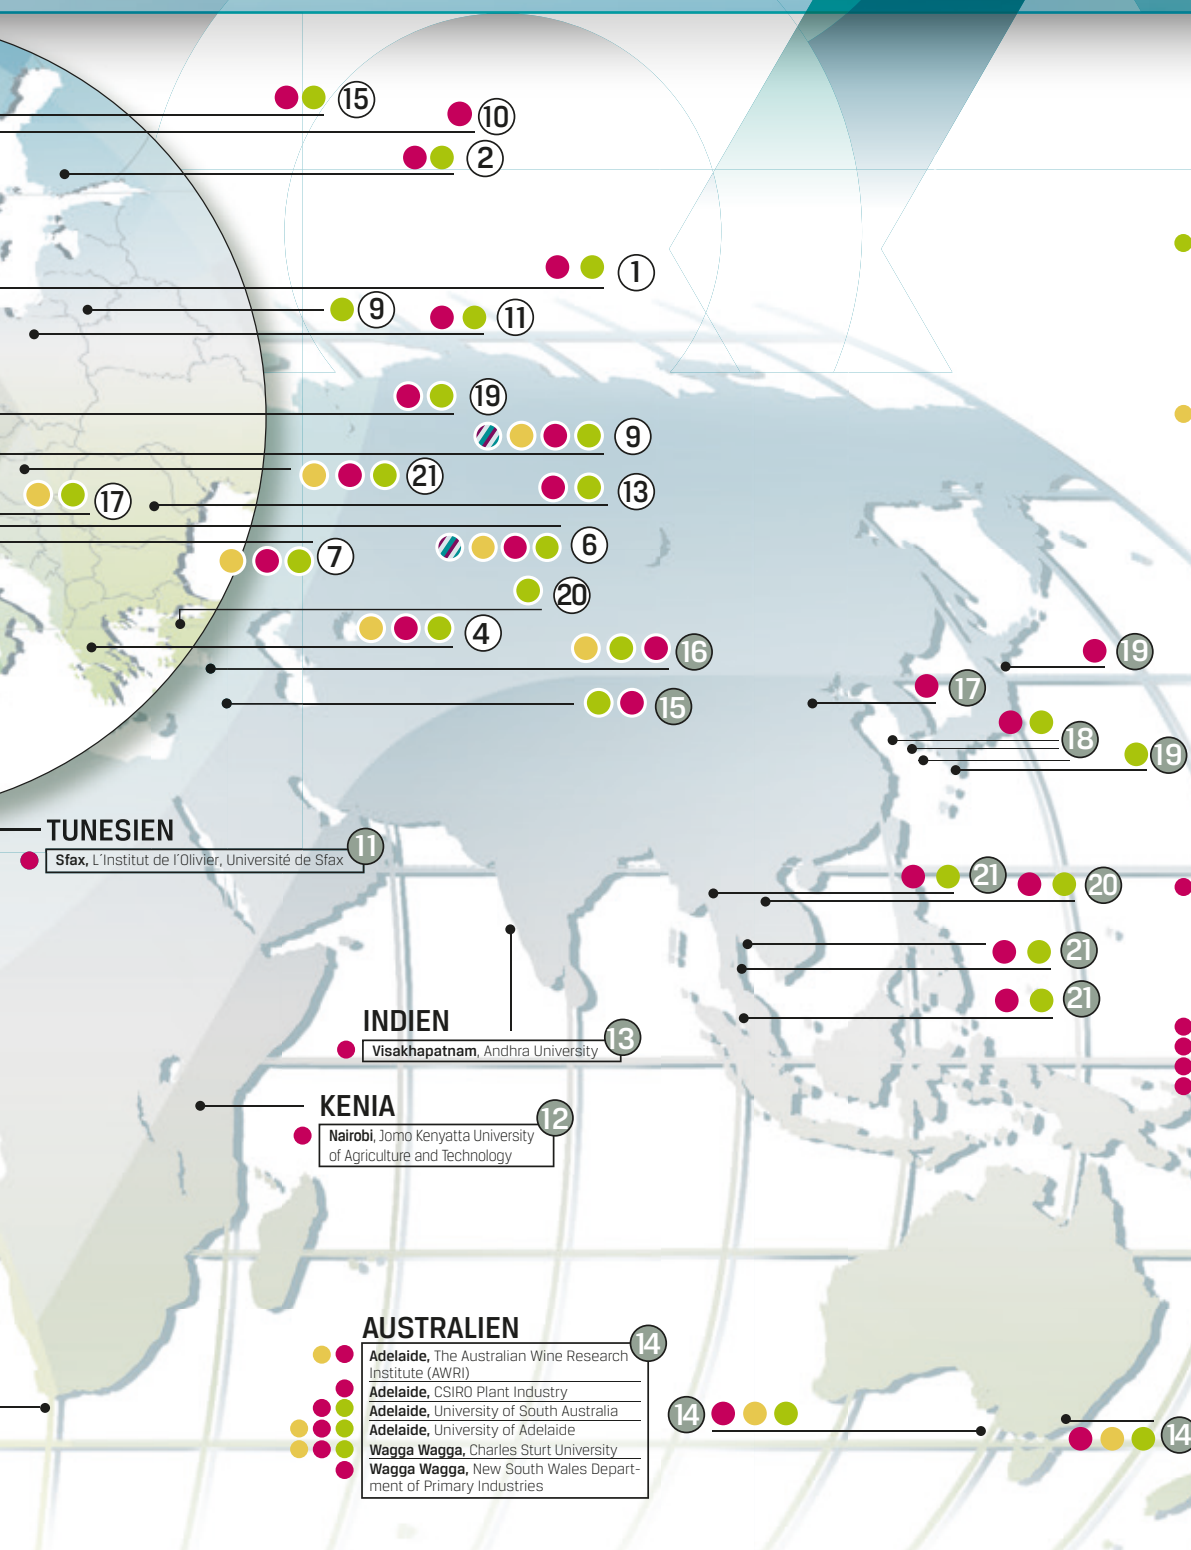 15
10
2
1
9
11
19
9
21
17
13
6
7
20
4
16
15
19
17
18
19
TUNESIEN
11
Sfax, L´Institut de l´Olivier, Université de Sfax
21
20
21
21
INDIEN
13
Visakhapatnam, Andhra University
KENIA
12
Nairobi, Jomo Kenyatta University
of Agriculture and Technology
AUSTRALIEN
14
Adelaide, The Australian Wine Research
Institute (AWRI)
Adelaide, CSIRO Plant Industry
Adelaide, University of South Australia
Adelaide, University of Adelaide
Wagga Wagga, Charles Sturt University
Wagga Wagga, New South Wales Depart-
ment of Primary Industries
14
14